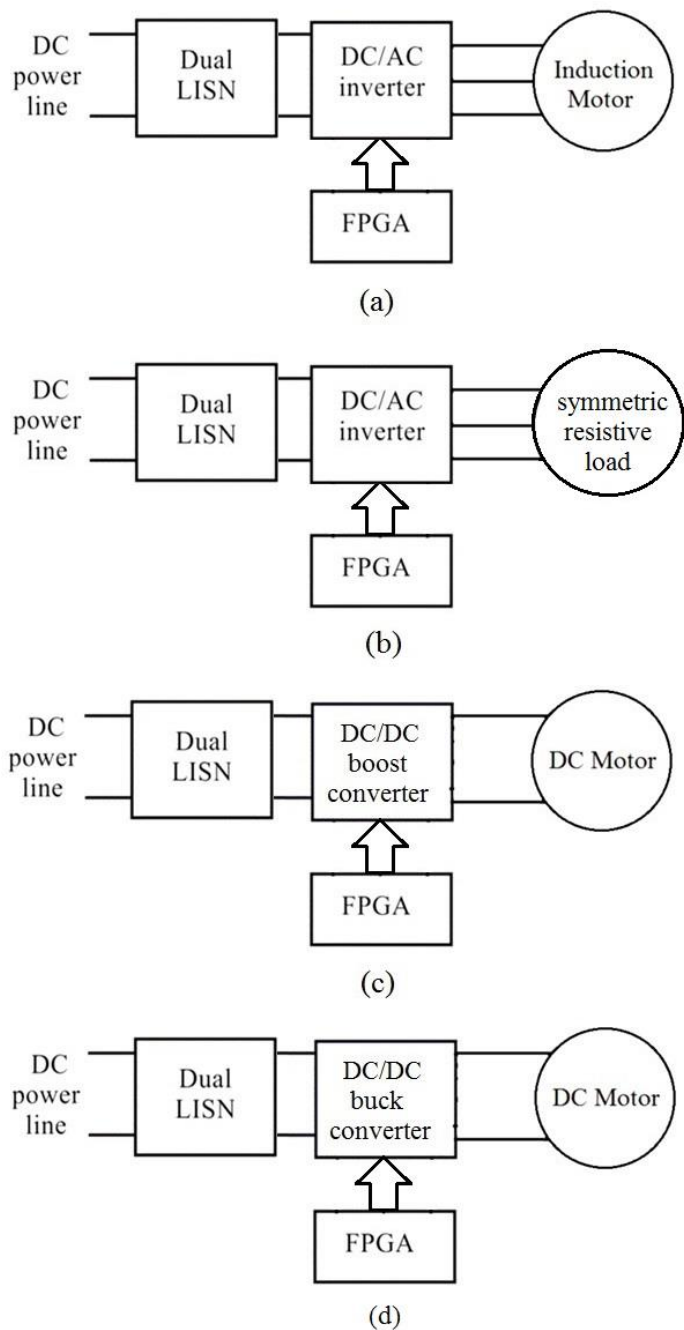 DC
power
line
Dual
LISN
DC/AC
inverter
Induction
Motor
FPGA
(a)
DC
power
line
Dual
LISN
DC/AC
inverter
symmetric
resistive
load
FPGA
(b)
DC
power
line
Dual
LISN
DC/DC
boost
converter
DC Motor
FPGA
(c)
DC
power
line
Dual
LISN
DC/DC
buck
converter
DC Motor
FPGA
(d)